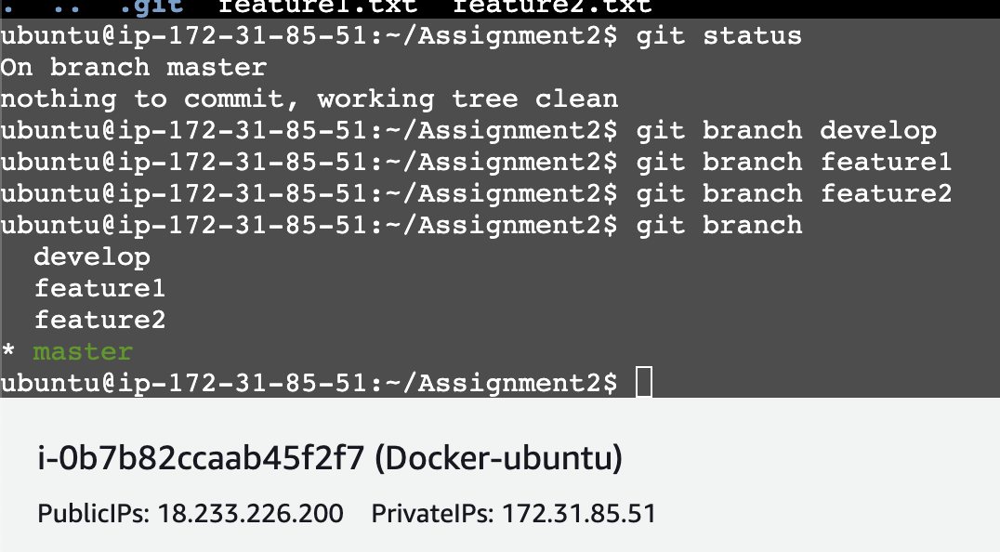 . .. .git feature1.txt feature2.txt
ubuntu@ip-172-31-85-51:~/Assignment2$ git status
On branch master
nothing to commit, working tree clean
ubuntu@ip-172-31-85-51:~/Assignment2$ git branch develop
ubuntu@ip-172-31-85-51:~/Assignment2$ git branch feature1
ubuntu@ip-172-31-85-51:~/Assignment2$ git branch feature2
ubuntu@ip-172-31-85-51:~/Assignment2$ git branch
  develop
  feature1
  feature2
* master
ubuntu@ip-172-31-85-51:~/Assignment2$
i-0b7b82ccaab45f2f7 (Docker-ubuntu)
PublicIPs: 18.233.226.200 PrivateIPs: 172.31.85.51